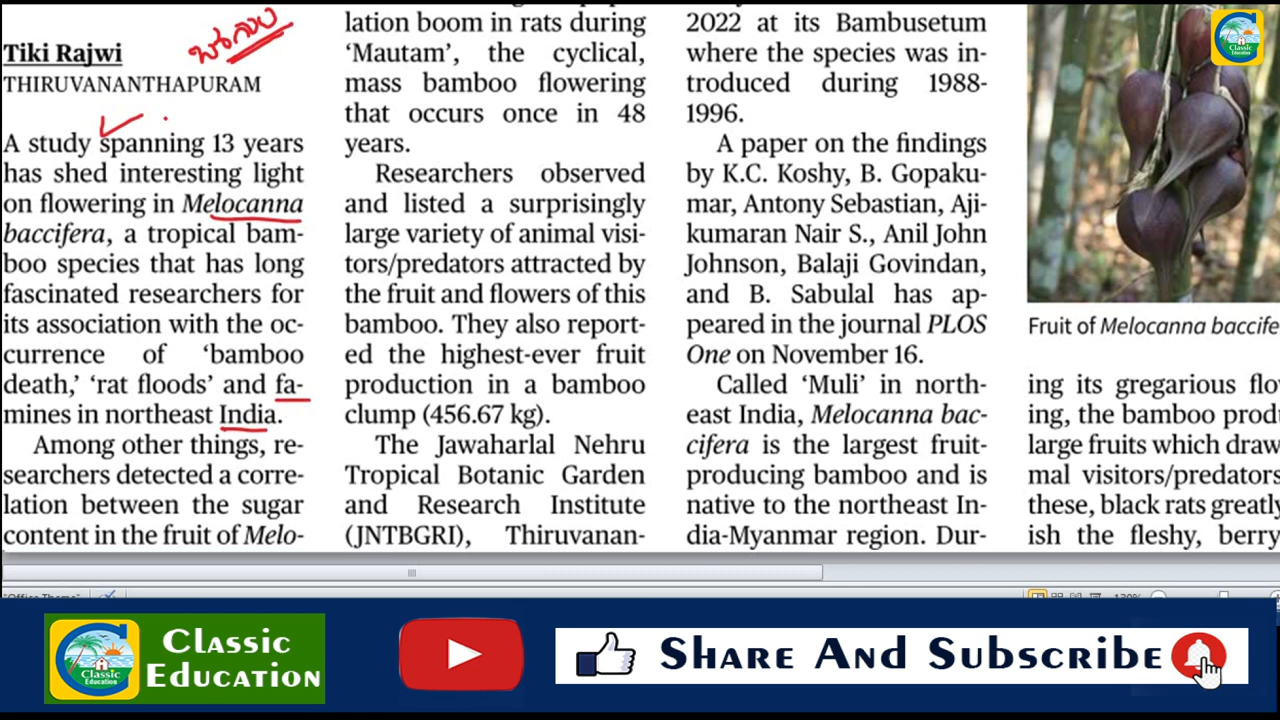 Tiki Rajwi
THIRUVANANTHAPURAM
A study spanning 13 years
has shed interesting light
on flowering in Melocanna
baccifera, a tropical bam-
boo species that has long
fascinated researchers for
its association with the oc-
currence of ‘bamboo
death,’ ‘rat floods’ and fa-
mines in northeast India.
Among other things, re-
searchers detected a corre-
lation between the sugar
content in the fruit of Melo-
lation boom in rats during
‘Mautam’, the cyclical,
mass bamboo flowering
that occurs once in 48
years.
Researchers observed
and listed a surprisingly
large variety of animal visi-
tors/predators attracted by
the fruit and flowers of this
bamboo. They also report-
ed the highest-ever fruit
production in a bamboo
clump (456.67 kg).
The Jawaharlal Nehru
Tropical Botanic Garden
and Research Institute
(JNTBGRI), Thiruvanan-
2022 at its Bambusetum
where the species was in-
troduced during 1988-
1996.
A paper on the findings
by K.C. Koshy, B. Gopaku-
mar, Antony Sebastian, Aji-
kumaran Nair S., Anil John
Johnson, Balaji Govindan,
and B. Sabulal has ap-
peared in the journal PLOS
One on November 16.
Called ‘Muli’ in north-
east India, Melocanna bac-
cifera is the largest fruit-
producing bamboo and is
native to the northeast In-
dia-Myanmar region. Dur-
Classic
Education
Fruit of Melocanna baccife
ing its gregarious flo
ing, the bamboo prod
large fruits which draw
mal visitors/predators
these, black rats greatly
ish the fleshy, berry
Classic
Education
CLASSIC
EDUCATION
SHARE AND SUBSCRIBE